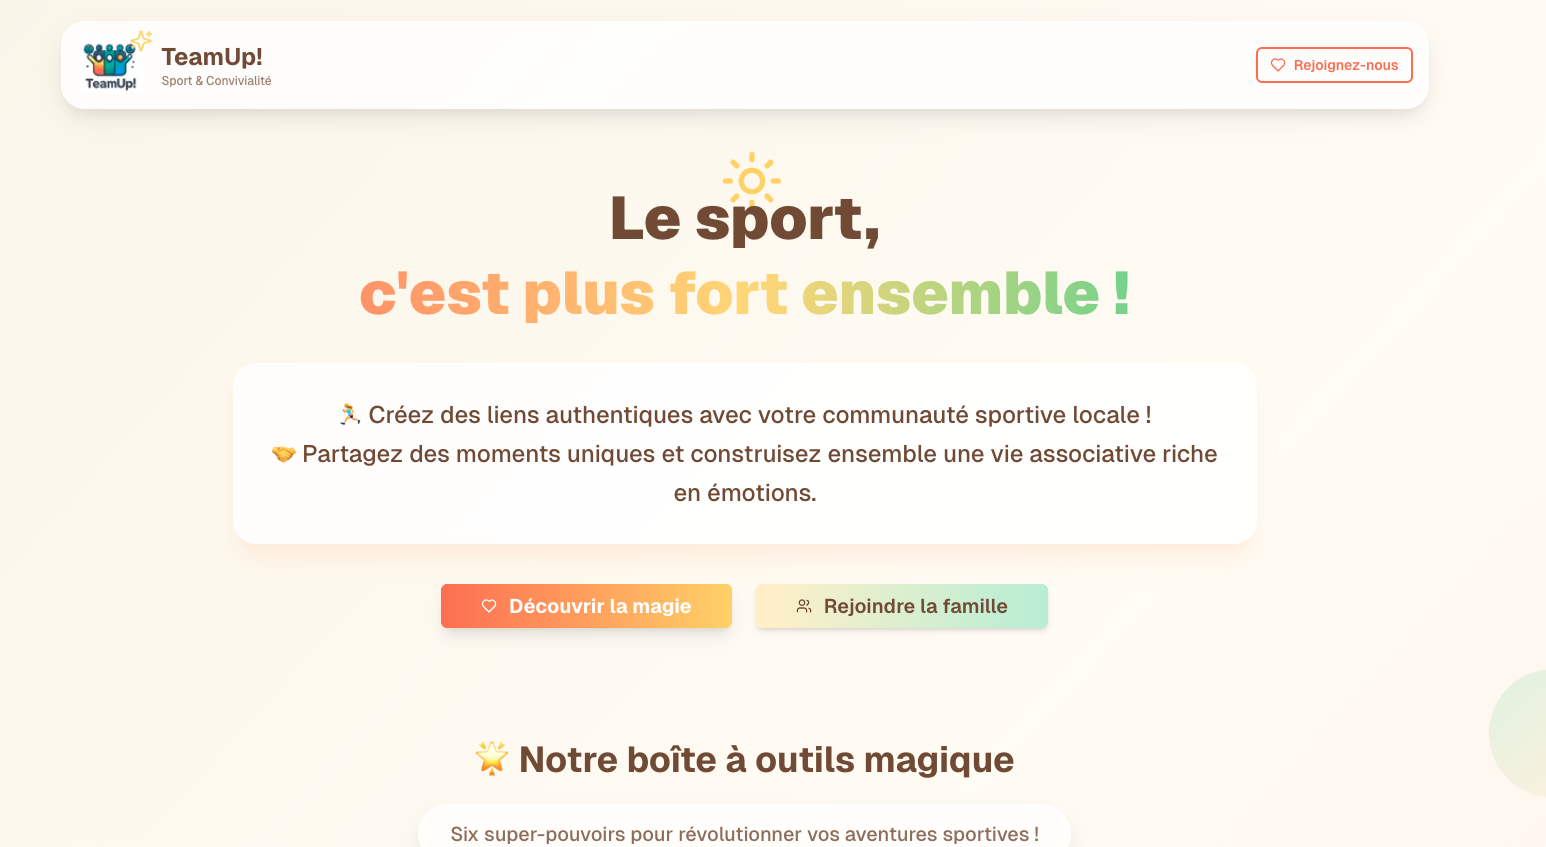 TeamUp!
TeamUp!
Sport & Convivialité
Rejoignez-nous
Le sport,
c'est plus fort ensemble !
Créez des liens authentiques avec votre communauté sportive locale !
Partagez des moments uniques et construisez ensemble une vie associative riche
en émotions.
Découvrir la magie
Rejoindre la famille
Notre boîte à outils magique
Six super-pouvoirs pour révolutionner vos aventures sportives !